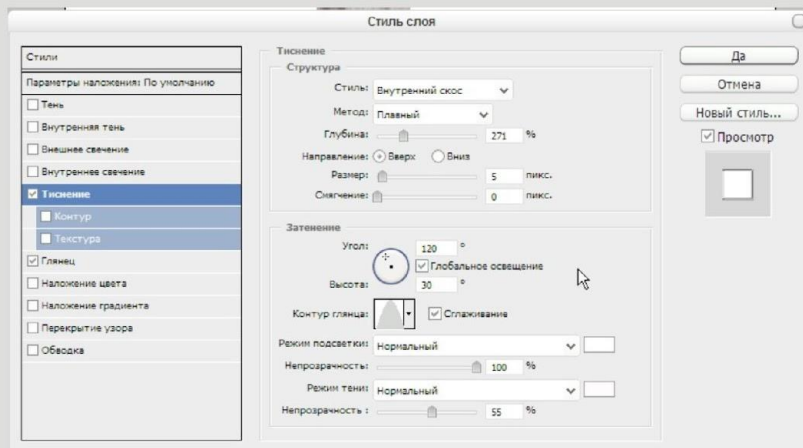 Стиль слоя
Стили
Параметры наложения: По умолчанию
Тень
Внутренняя тень
Внешнее свечение
Внутреннее свечение
Тиснение
Контур
Текстура
Глянец
Наложение цвета
Наложение градиента
Перекрытие узора
Обводка
Тиснение
Структура
Стиль: Внутренний скос
Метод: Плавный
Глубина: 271 %
Направление: Вверх Вниз
Размер: 5 пикс.
Смягчение: 0 пикс.
Затенение
Угол: 120 °
Глобальное освещение
Высота: 30 °
Контур глянца: Сглаживание
Режим подсветки: Нормальный
Непрозрачность: 100 %
Режим тени: Нормальный
Непрозрачность : 55 %
Да
Отмена
Новый стиль...
Просмотр